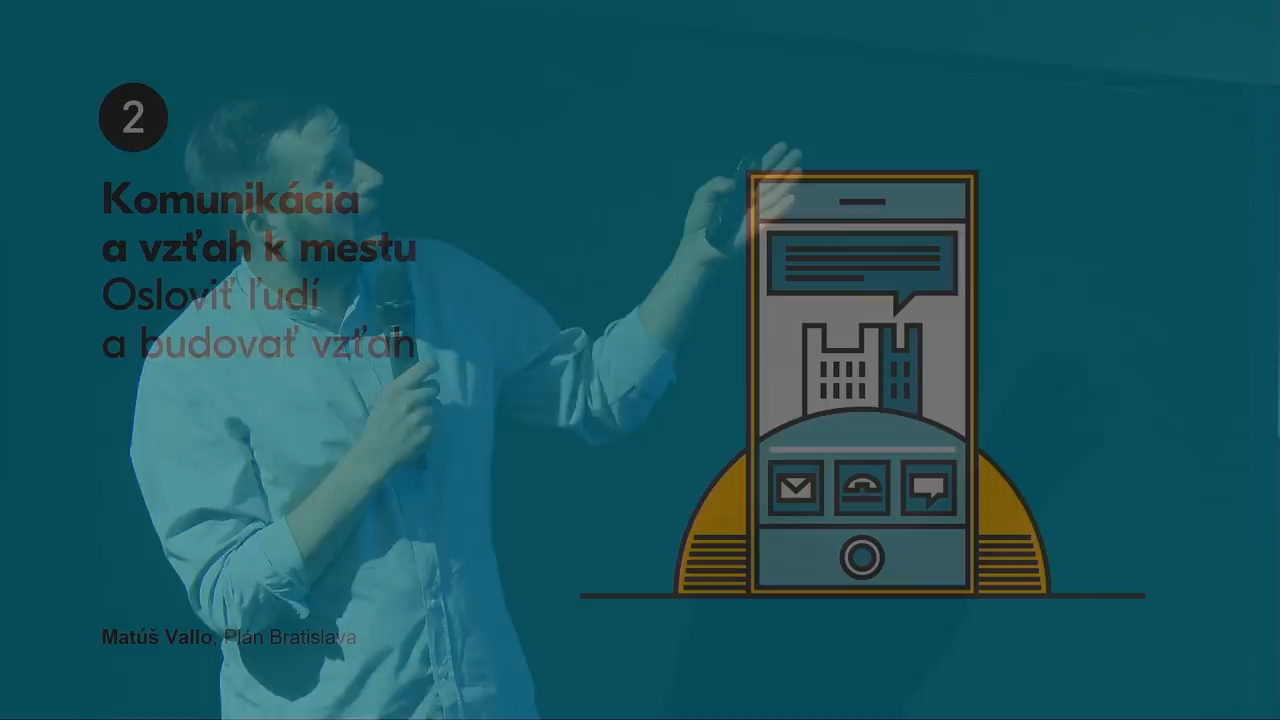 2
Komunikácia
a vzťah k mestu
Osloviť ľudí
a budovať vzťah
Matúš Vallo, Plán Bratislava